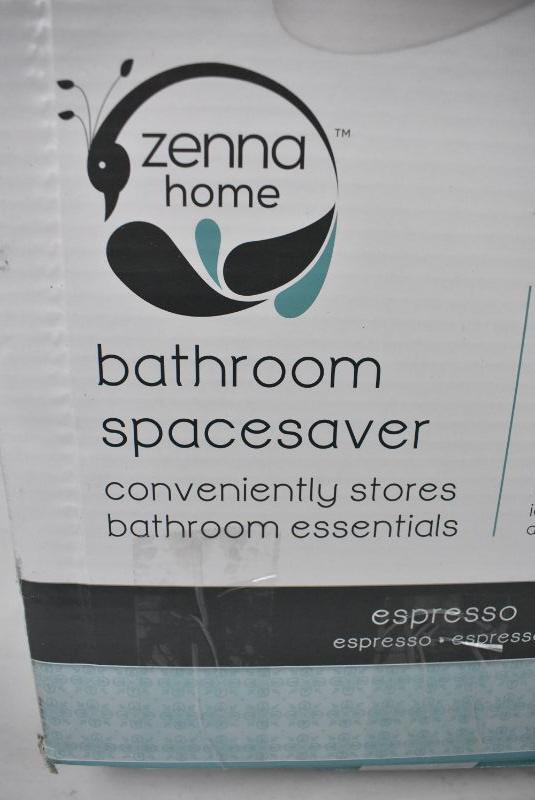 zenna
home
TM
bathroom
spacesaver
conveniently stores
bathroom essentials
espresso
espresso • espresso